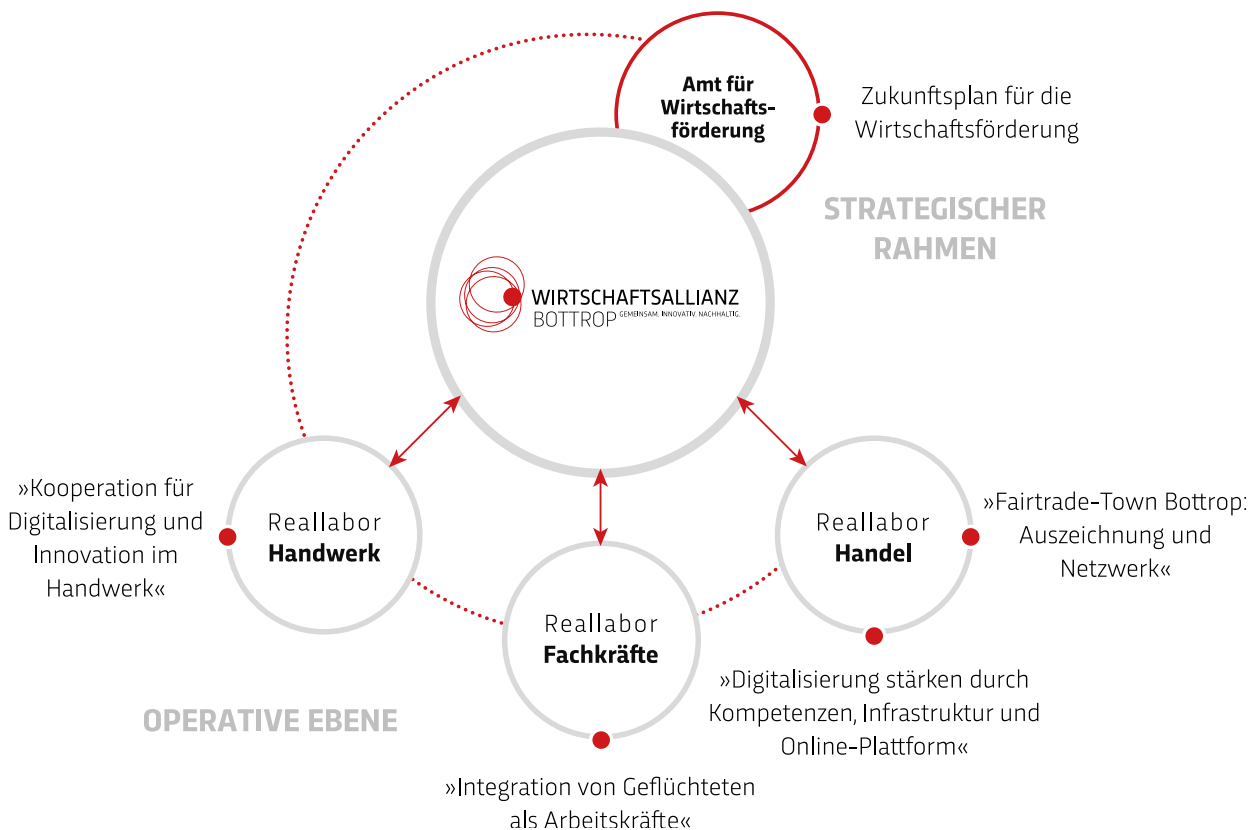 Amt für
Wirtschafts-
förderung
Zukunftsplan für die
Wirtschaftsförderung
STRATEGISCHER
RAHMEN
WIRTSCHAFTSALLIANZ
BOTTROP GEMEINSAM. INNOVATIV. NACHHALTIG.
»Kooperation für
Digitalisierung und
Innovation im
Handwerk«
Reallabor
Handwerk
Reallabor
Fachkräfte
Reallabor
Handel
»Fairtrade-Town Bottrop:
Auszeichnung und
Netzwerk«
»Digitalisierung stärken durch
Kompetenzen, Infrastruktur und
Online-Plattform«
OPERATIVE EBENE
»Integration von Geflüchteten
als Arbeitskräfte«